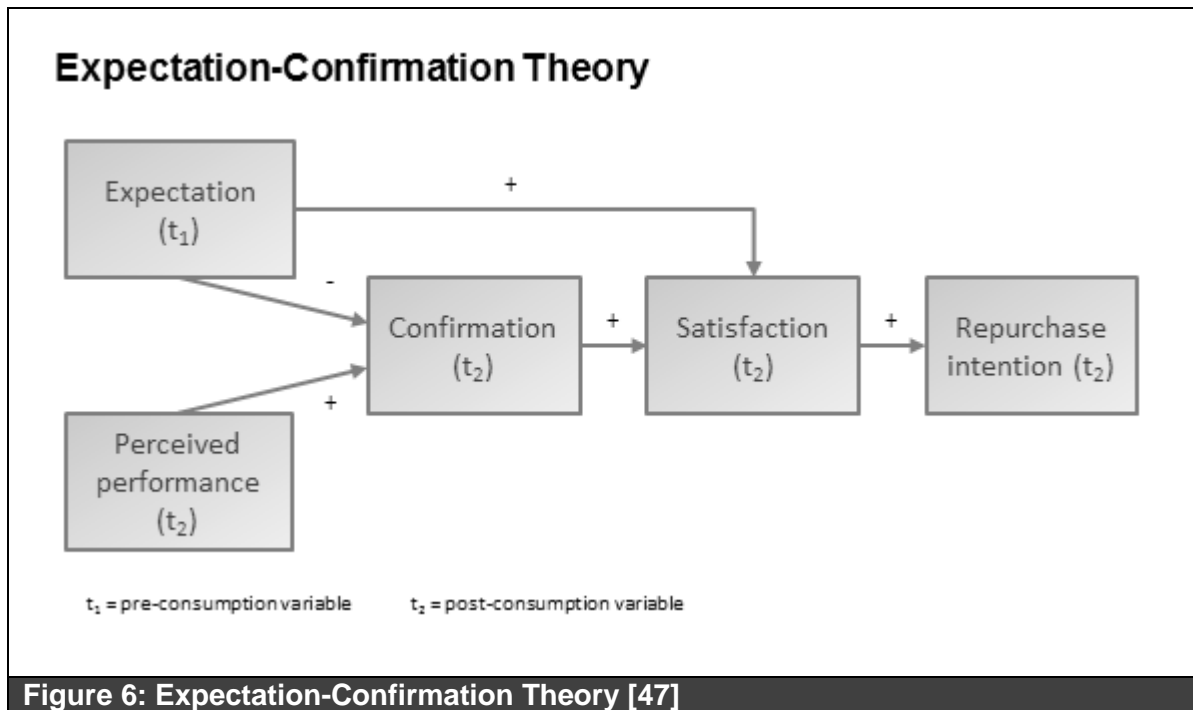 Expectation-Confirmation Theory
Expectation
(t₁)
+
-
Confirmation
(t₂)
+
Satisfaction
(t₂)
+
Repurchase
intention (t₂)
+
Perceived
performance
(t₂)
t₁ = pre-consumption variable
t₂ = post-consumption variable
Figure 6: Expectation-Confirmation Theory [47]